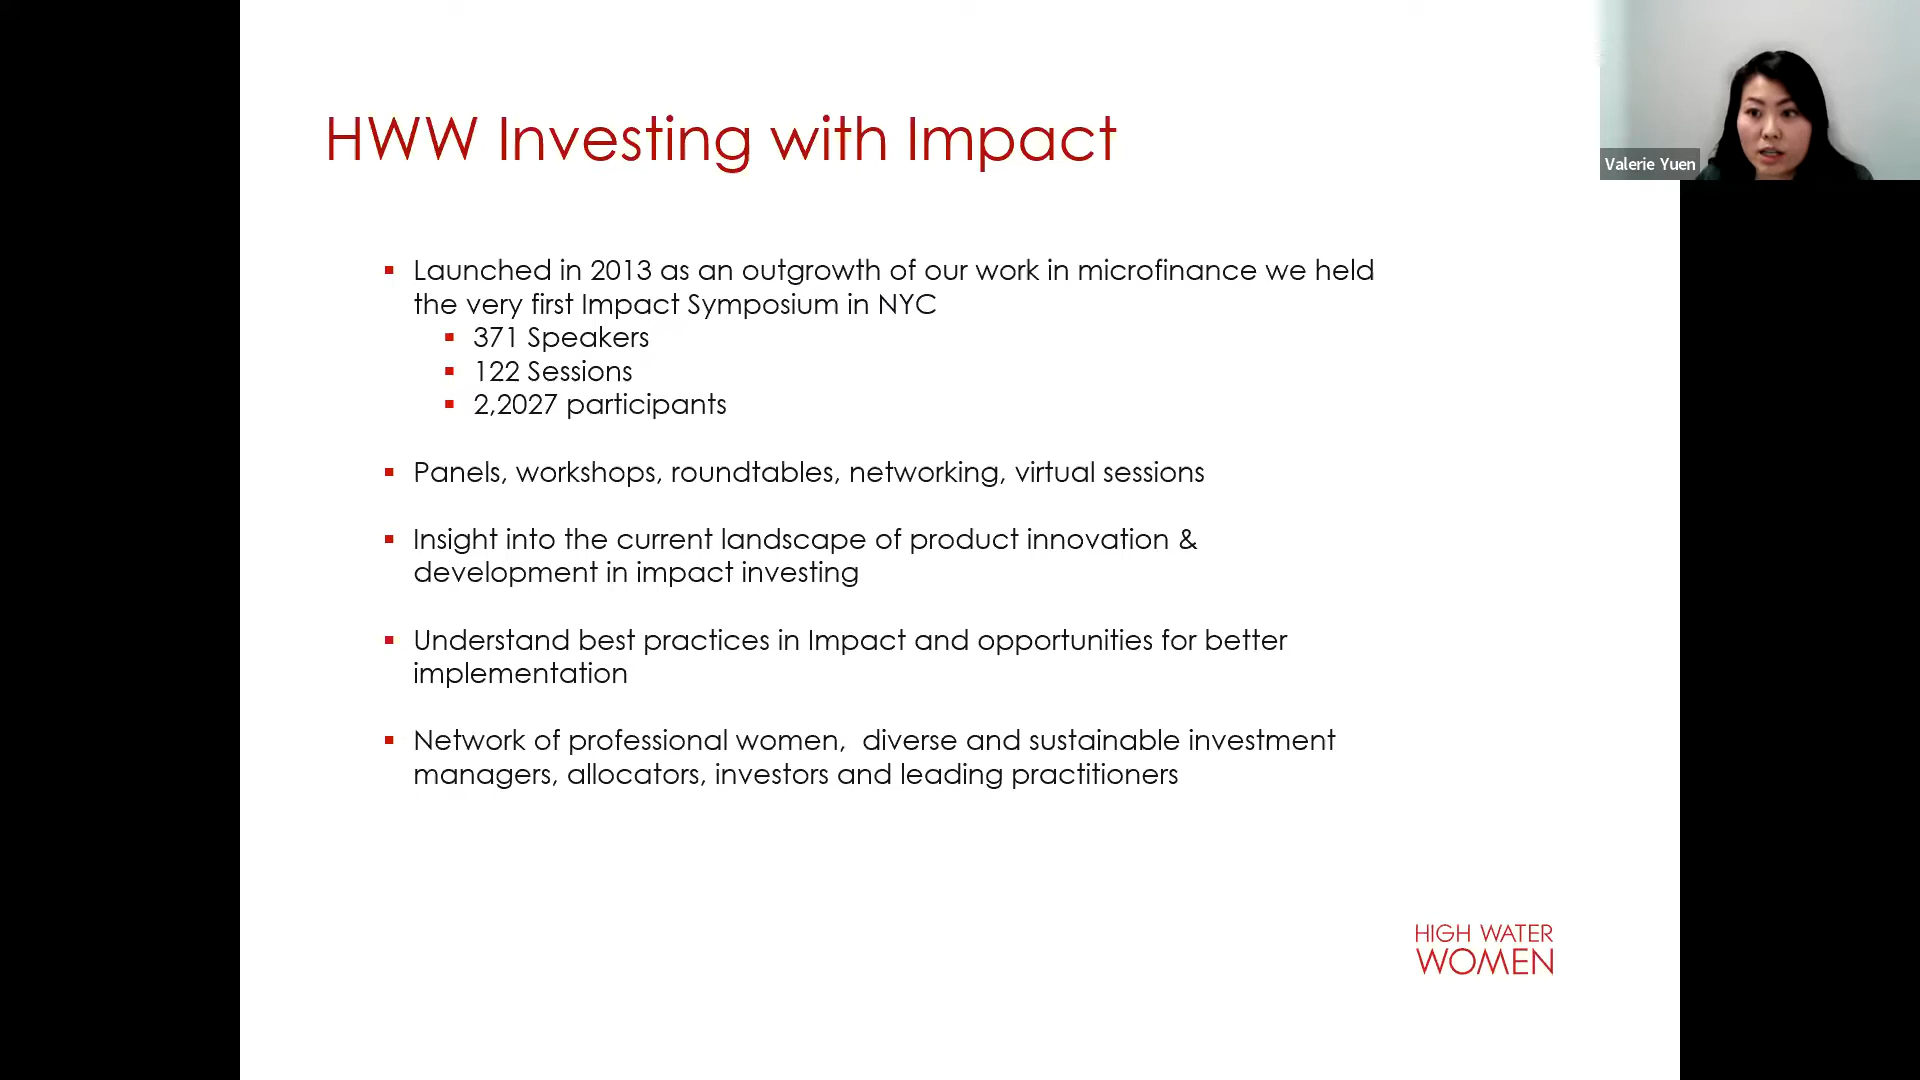 HWW Investing with Impact
Valerie Yuen
▪ Launched in 2013 as an outgrowth of our work in microfinance we held
the very first Impact Symposium in NYC
▪ 371 Speakers
▪ 122 Sessions
▪ 2,2027 participants
▪ Panels, workshops, roundtables, networking, virtual sessions
▪ Insight into the current landscape of product innovation &
development in impact investing
▪ Understand best practices in Impact and opportunities for better
implementation
▪ Network of professional women,  diverse and sustainable investment
managers, allocators, investors and leading practitioners
HIGH WATER
WOMEN